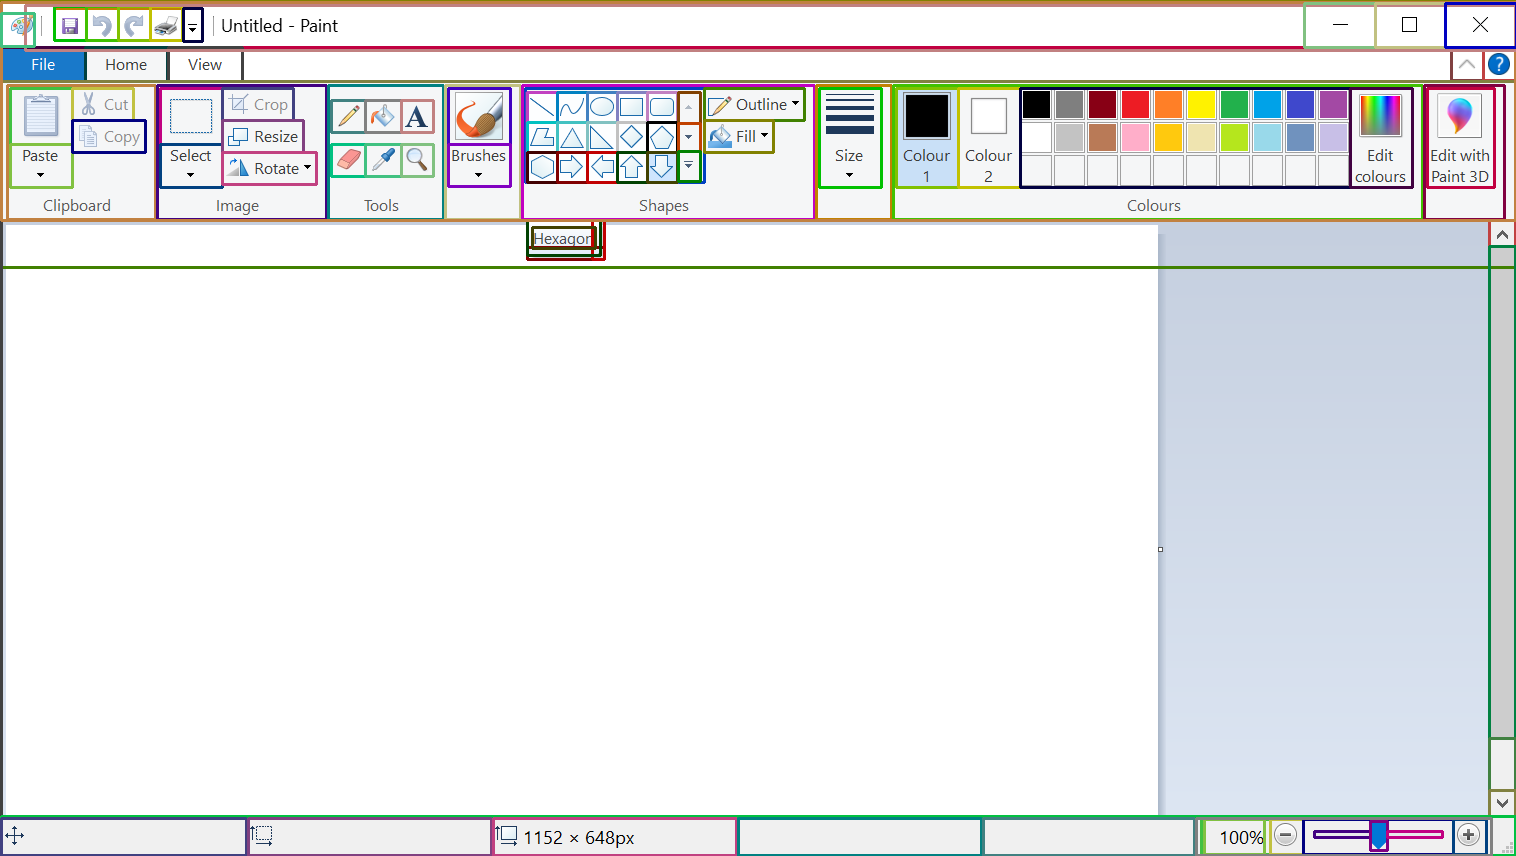 Untitled - Paint
File
Home
View
Cut
Copy
Paste
Clipboard
Crop
Resize
Rotate
Select
Image
A
Tools
Brushes
Outline
Fill
Shapes
Size
Colour
1
Colour
2
Edit
colours
Colours
Edit with
Paint 3D
Hexagon
1152 × 648px
100%